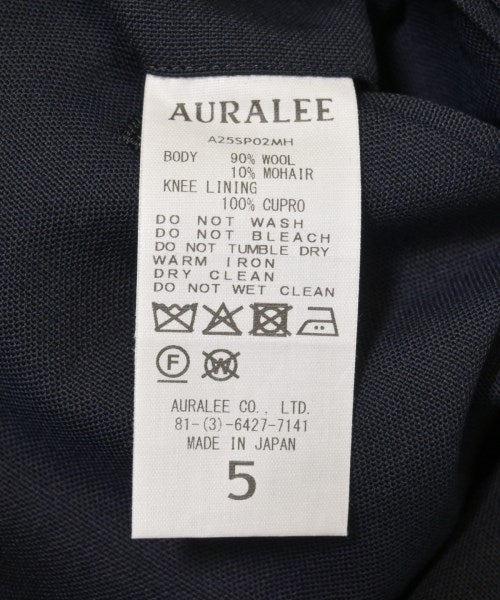 AURALEE
A25SP02MH
BODY 90% WOOL
10% MOHAIR
KNEE LINING
100% CUPRO
DO NOT WASH
DO NOT BLEACH
DO NOT TUMBLE DRY
WARM IRON
DRY CLEAN
DO NOT WET CLEAN
F W
AURALEE CO., LTD.
81-(3)-6427-7141
MADE IN JAPAN
5